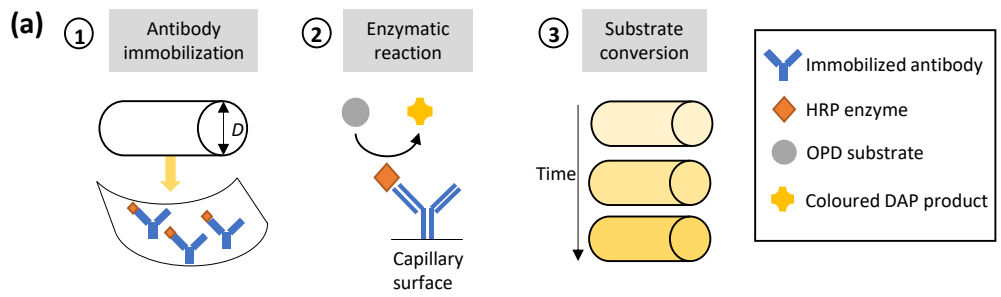 (a)
1
Antibody
immobilization
2
Enzymatic
reaction
3
Substrate
conversion
D
Time
Capillary
surface
Immobilized antibody
HRP enzyme
OPD substrate
Coloured DAP product